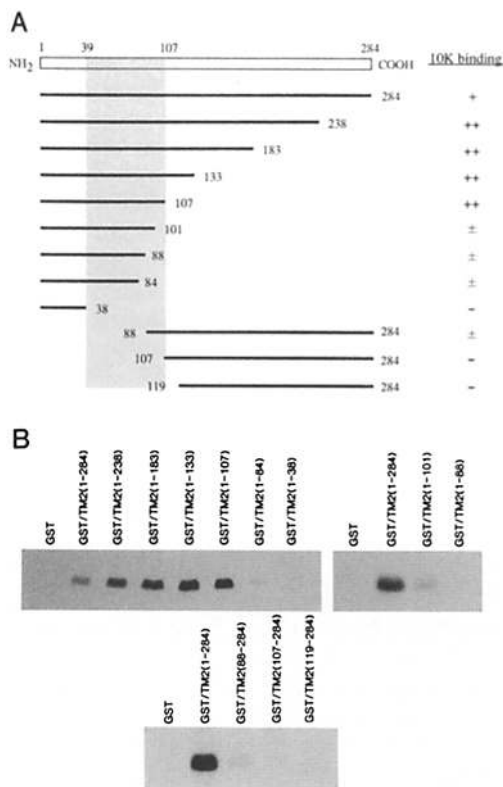 A
1 39 107 284
NH2 COOH 10K binding
284 +
238 ++
183 ++
133 ++
107 ++
101 ±
88 ±
84 ±
38 -
88 284 ±
107 284 -
119 284 -
B
GST
GST/TM2(1-284)
GST/TM2(1-238)
GST/TM2(1-183)
GST/TM2(1-133)
GST/TM2(1-107)
GST/TM2(1-84)
GST/TM2(1-38)
GST
GST/TM2(1-284)
GST/TM2(1-101)
GST/TM2(1-88)
GST
GST/TM2(1-284)
GST/TM2(88-284)
GST/TM2(107-284)
GST/TM2(119-284)